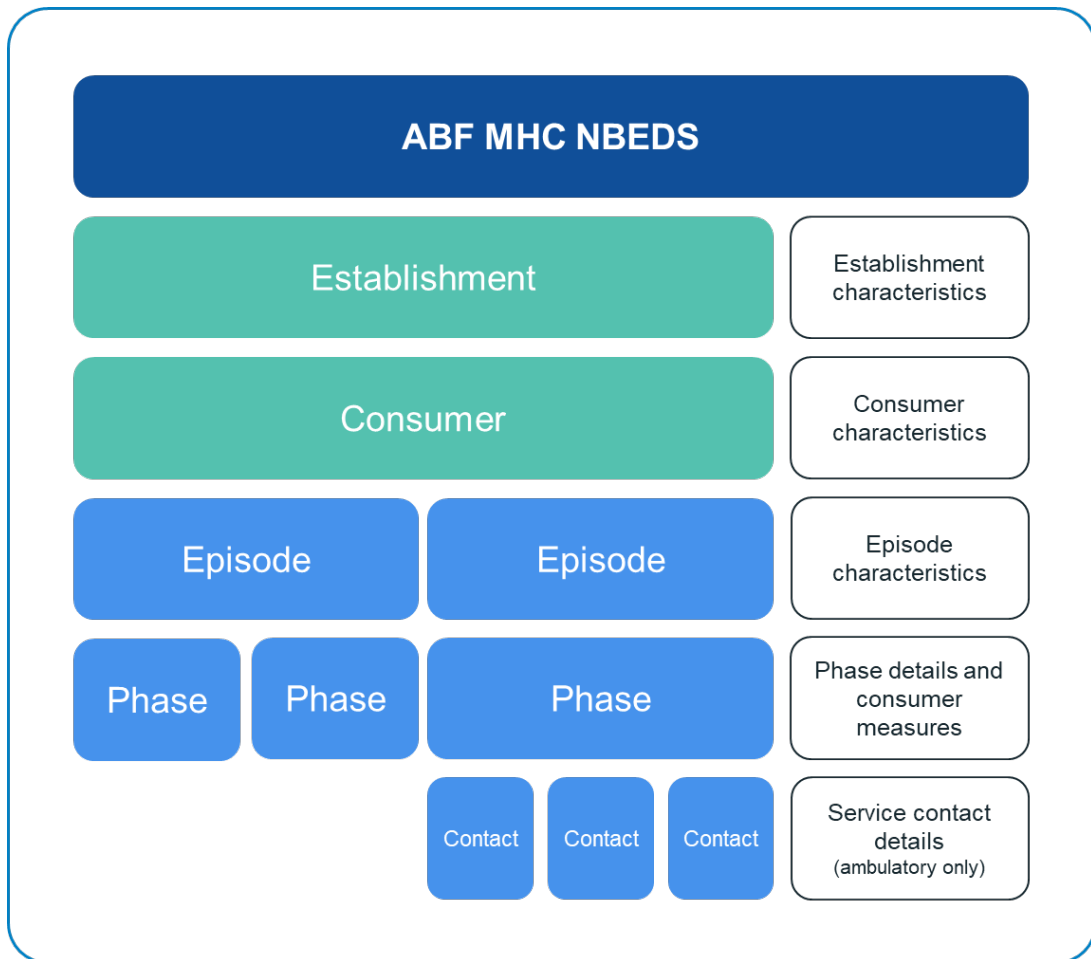 ABF MHC NBEDS
Establishment
Establishment
characteristics
Consumer
Consumer
characteristics
Episode
Episode
Episode
characteristics
Phase
Phase
Phase
Phase details and
consumer
measures
Contact
Contact
Contact
Service contact
details
(ambulatory only)